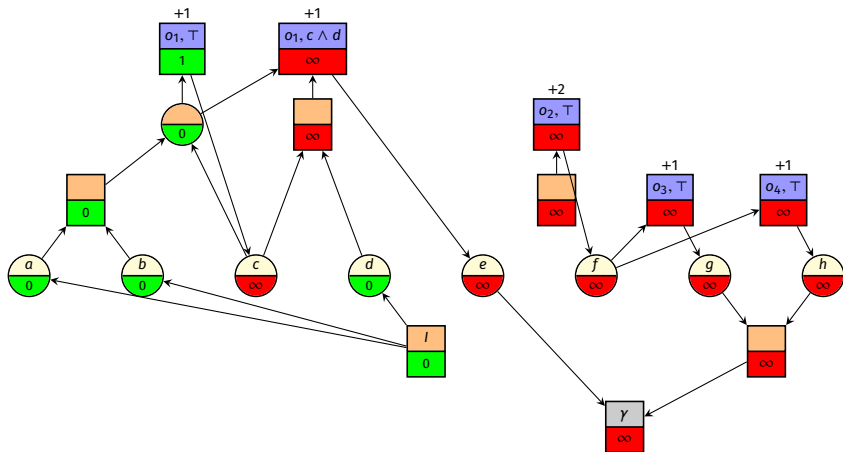 +1 +1
o₁, ⊤ o₁, c ∧ d
1 ∞
+2
o₂, ⊤
0 ∞ ∞
+1 +1
o₃, ⊤ o₄, ⊤
0 ∞ ∞ ∞
a b c d e f g h
0 0 ∞ 0 ∞ ∞ ∞ ∞
I
0 ∞
γ
∞